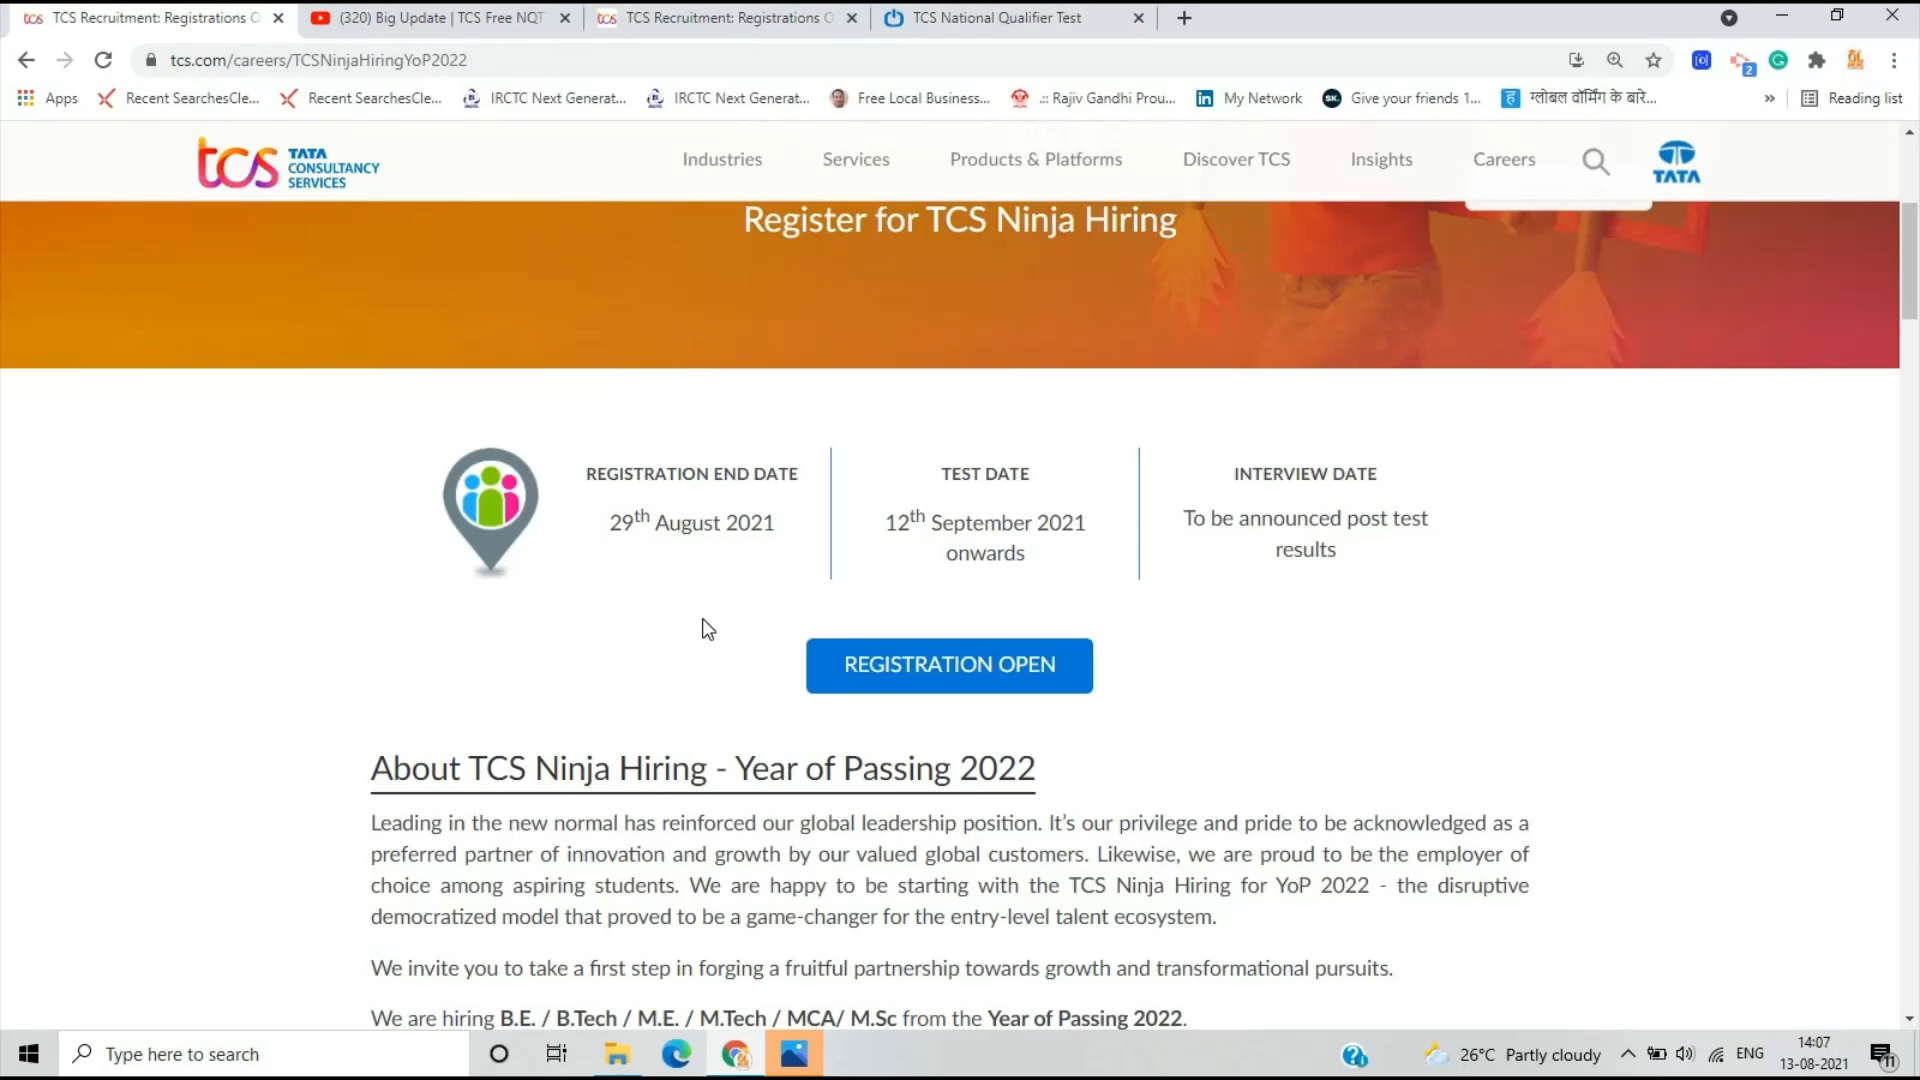 TCS Recruitment: Registrations O
(320) Big Update | TCS Free NQT
TCS Recruitment: Registrations O
TCS National Qualifier Test
tcs.com/careers/TCSNinjaHiringYoP2022
2
Apps
Recent SearchesCle...
Recent SearchesCle...
IRCTC Next Generat...
IRCTC Next Generat...
Free Local Business...
.:: Rajiv Gandhi Prou...
in
My Network
SK.
Give your friends 1...
ग्लोबल वॉर्मिंग के बारे...
»
Reading list
tcs TATA CONSULTANCY SERVICES
Industries
Services
Products & Platforms
Discover TCS
Insights
Careers
TATA
Register for TCS Ninja Hiring
REGISTRATION END DATE
29th August 2021
TEST DATE
12th September 2021
onwards
INTERVIEW DATE
To be announced post test
results
REGISTRATION OPEN
About TCS Ninja Hiring - Year of Passing 2022
Leading in the new normal has reinforced our global leadership position. It's our privilege and pride to be acknowledged as a
preferred partner of innovation and growth by our valued global customers. Likewise, we are proud to be the employer of
choice among aspiring students. We are happy to be starting with the TCS Ninja Hiring for YoP 2022 - the disruptive
democratized model that proved to be a game-changer for the entry-level talent ecosystem.
We invite you to take a first step in forging a fruitful partnership towards growth and transformational pursuits.
We are hiring B.E. / B.Tech / M.E. / M.Tech / MCA/ M.Sc from the Year of Passing 2022.
Type here to search
26°C Partly cloudy
ENG
14:07
13-08-2021
11